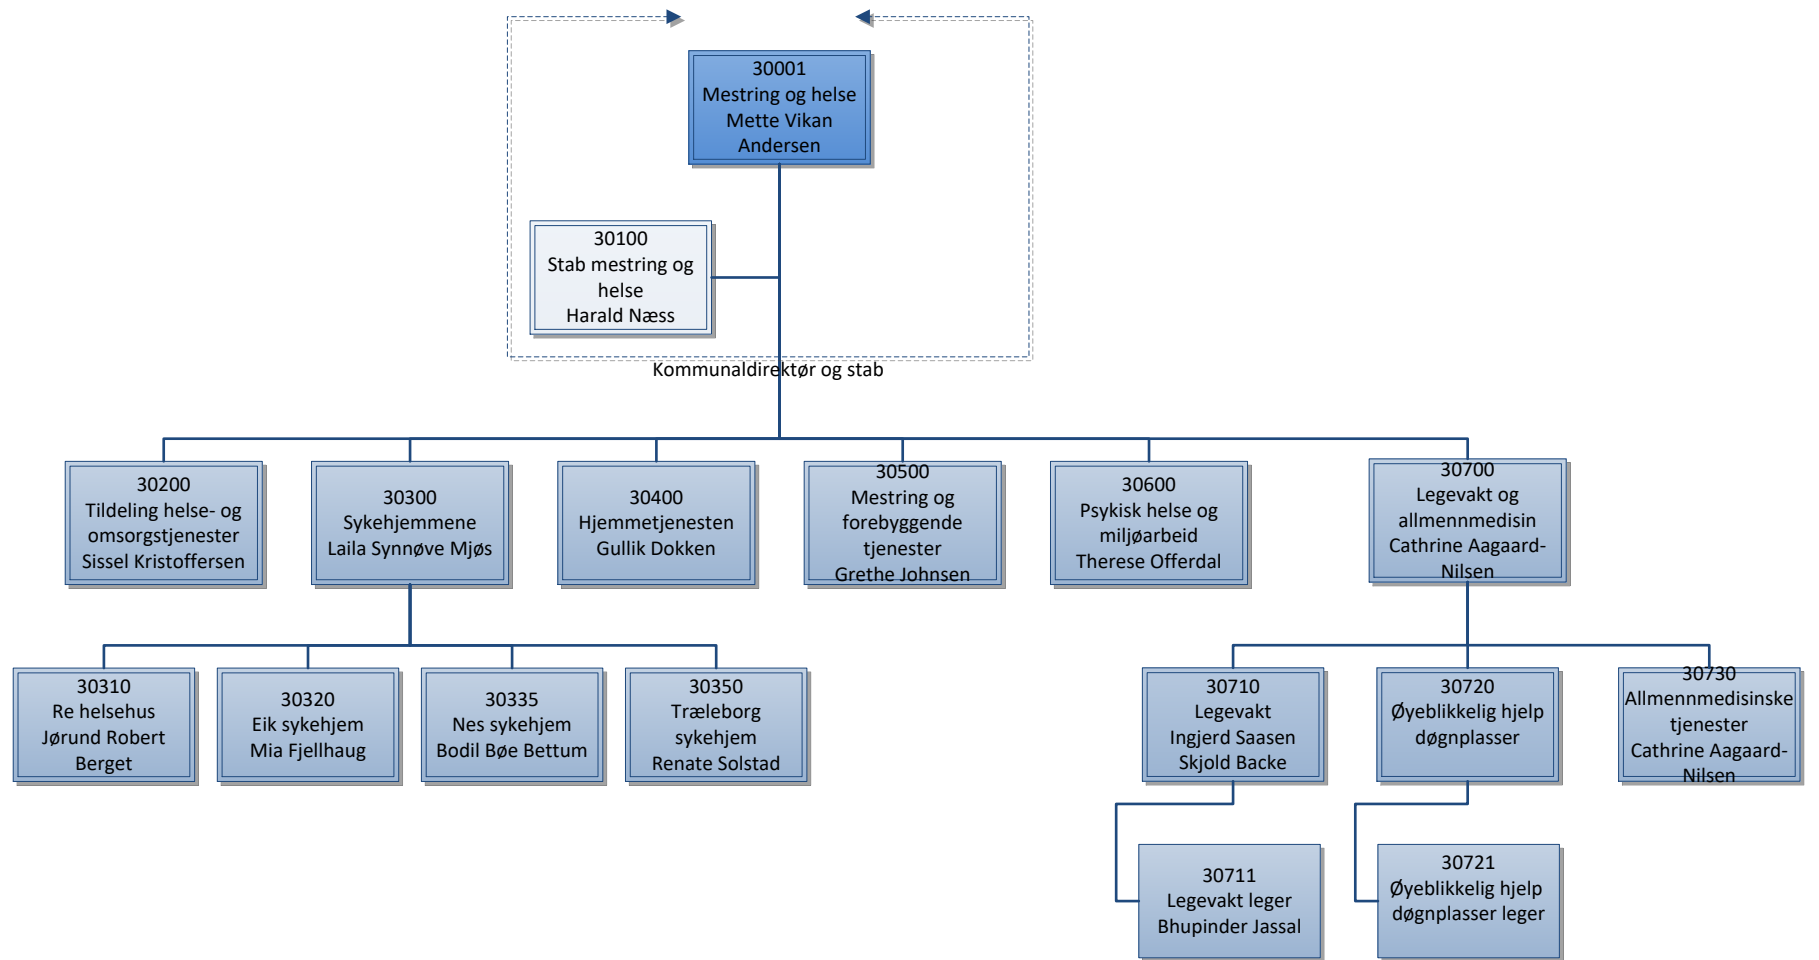 30001
Mestring og helse
Mette Vikan
Andersen
30100
Stab mestring og
helse
Harald Næss
Kommunaldirektør og stab
30200
Tildeling helse- og
omsorgstjenester
Sissel Kristoffersen
30300
Sykehjemmene
Laila Synnøve Mjøs
30400
Hjemmetjenesten
Gullik Dokken
30500
Mestring og
forebyggende
tjenester
Grethe Johnsen
30600
Psykisk helse og
miljøarbeid
Therese Offerdal
30700
Legevakt og
allmennmedisin
Cathrine Aagaard-
Nilsen
30310
Re helsehus
Jørund Robert
Berget
30320
Eik sykehjem
Mia Fjellhaug
30335
Nes sykehjem
Bodil Bøe Bettum
30350
Træleborg
sykehjem
Renate Solstad
30710
Legevakt
Ingjerd Saasen
Skjold Backe
30720
Øyeblikkelig hjelp
døgnplasser
30730
Allmennmedisinske
tjenester
Cathrine Aagaard-
Nilsen
30711
Legevakt leger
Bhupinder Jassal
30721
Øyeblikkelig hjelp
døgnplasser leger